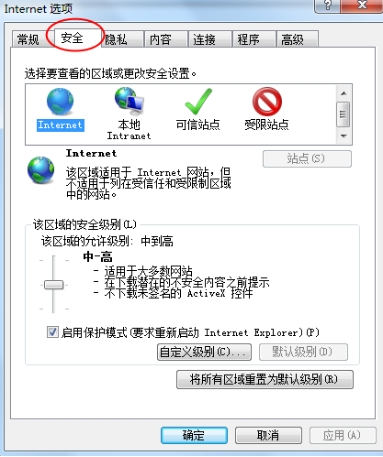 Internet 选项
常规 安全 隐私 内容 连接 程序 高级
选择要查看的区域或更改安全设置。
Internet 本地 Intranet 可信站点 受限站点
Internet
站点(S)
该区域适用于 Internet 网站，但
不适用于列在受信任和受限制区域
中的网站。
该区域的安全级别(L)
该区域的允许级别: 中到高
中-高
- 适用于大多数网站
- 在下载潜在的不安全内容之前提示
- 不下载未签名的 ActiveX 控件
启用保护模式(要求重新启动 Internet Explorer)(P)
自定义级别(C)... 默认级别(D)
将所有区域重置为默认级别(R)
确定 取消 应用(A)